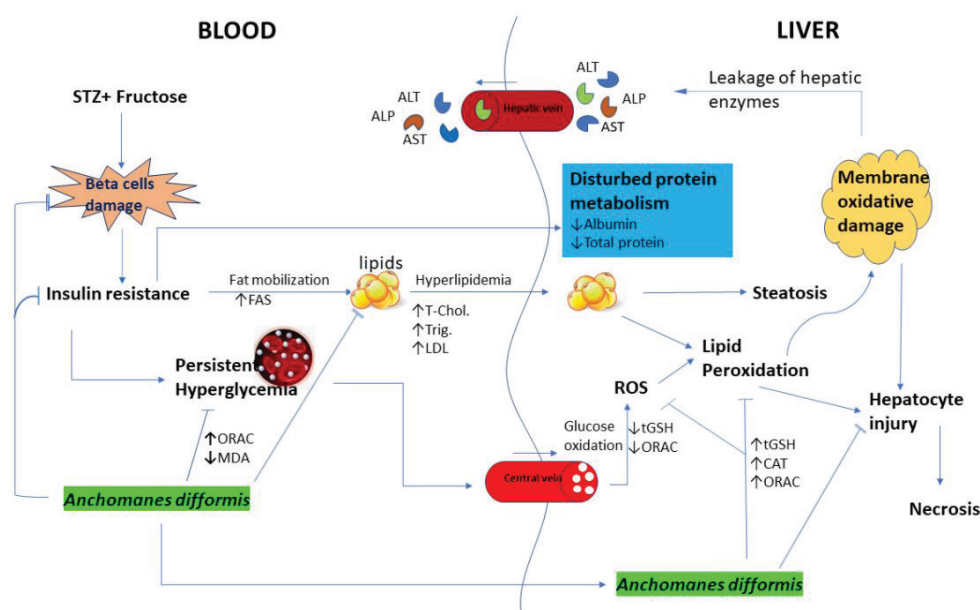 BLOOD
LIVER
STZ+ Fructose
Beta cells
damage
Insulin resistance
Fat mobilization
↑FAS
lipids
Hyperlipidemia
↑T-Chol.
↑Trig.
↑LDL
Persistent
Hyperglycemia
↑ORAC
↓MDA
Anchomanes difformis
ALT
ALP
AST
Hepatic vein
ALT
ALP
AST
Leakage of hepatic
enzymes
Disturbed protein
metabolism
↓Albumin
↓Total protein
Membrane
oxidative
damage
Steatosis
Lipid
Peroxidation
ROS
Glucose
oxidation
↓tGSH
↓ORAC
Central vein
↑tGSH
↑CAT
↑ORAC
Hepatocyte
injury
Necrosis
Anchomanes difformis